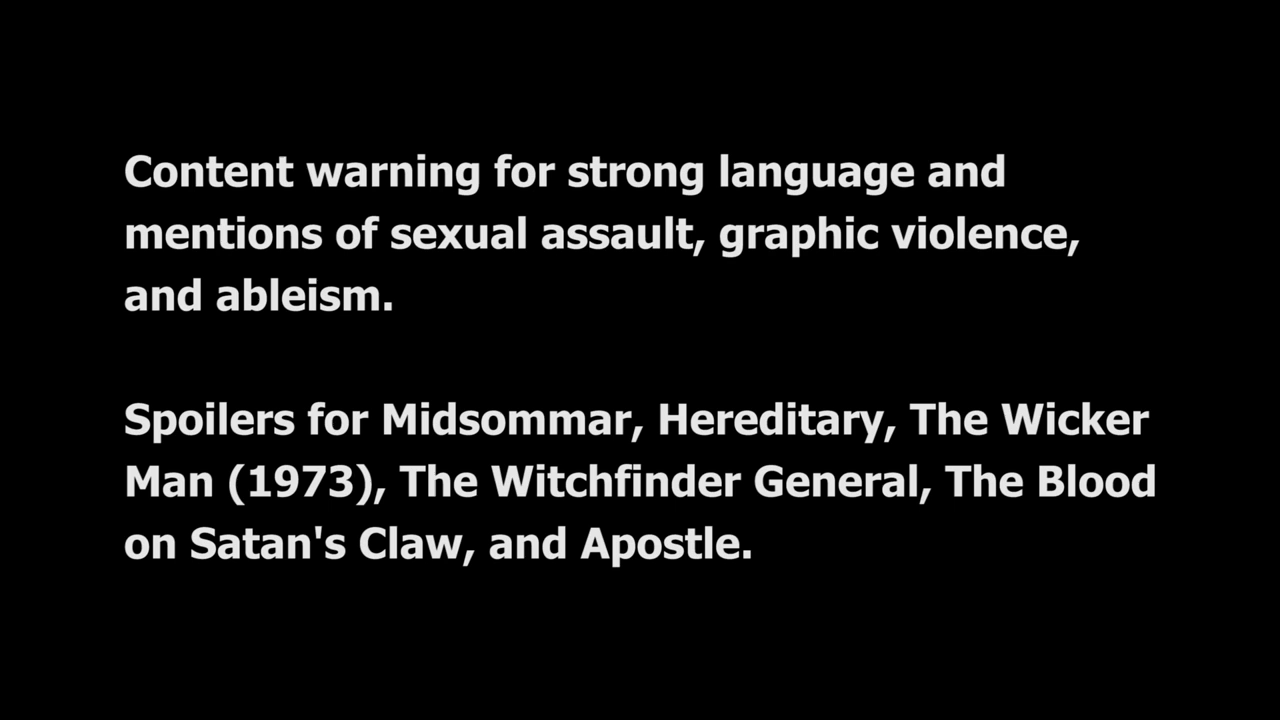 Content warning for strong language and
mentions of sexual assault, graphic violence,
and ableism.
Spoilers for Midsommar, Hereditary, The Wicker
Man (1973), The Witchfinder General, The Blood
on Satan's Claw, and Apostle.